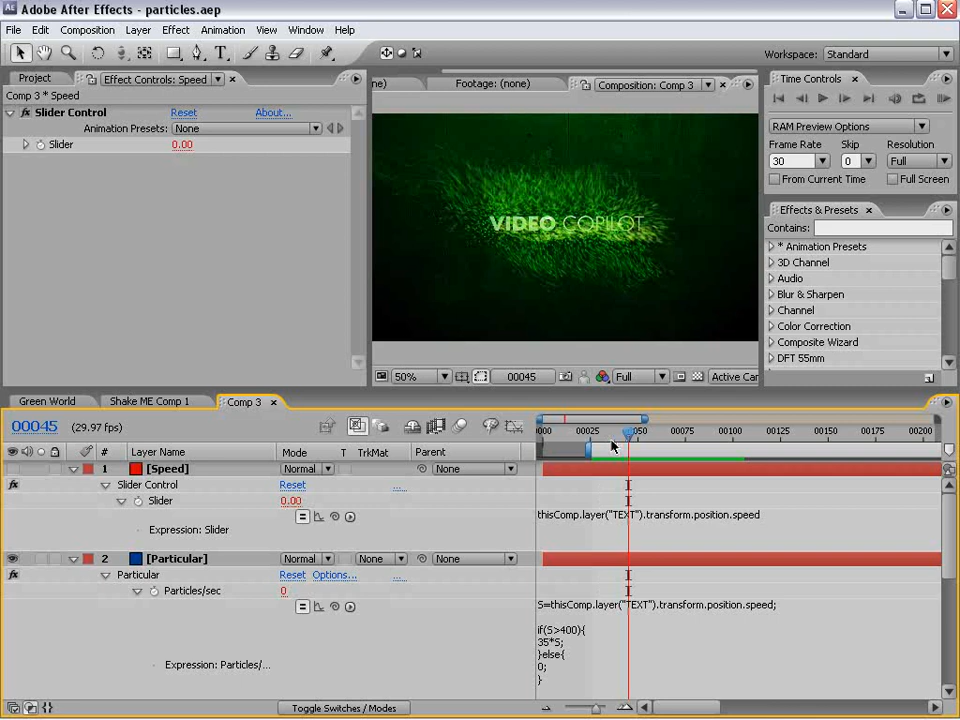 Adobe After Effects - particles.aep
File Edit Composition Layer Effect Animation View Window Help
Workspace: Standard
Project Effect Controls: Speed
Comp 3 * Speed
Slider Control Reset About...
Animation Presets: None
Slider 0.00
ne) Footage: (none) Composition: Comp 3
VIDEO COPILOT
50% 00045 Full Active Car
Time Controls
RAM Preview Options
Frame Rate Skip Resolution
30 0 Full
From Current Time Full Screen
Effects & Presets
Contains:
* Animation Presets
3D Channel
Audio
Blur & Sharpen
Channel
Color Correction
Composite Wizard
DFT 55mm
Green World Shake ME Comp 1 Comp 3
00045 (29.97 fps)
0000 00025 050 00075 00100 00125 00150 00175 00200
# Layer Name Mode T TrkMat Parent
1 [Speed] Normal None
Slider Control Reset ...
Slider 0.00
thisComp.layer("TEXT").transform.position.speed
Expression: Slider
2 [Particular] Normal None None
Particular Reset Options... ...
Particles/sec 0
S=thisComp.layer("TEXT").transform.position.speed;
if(S>400){
35*S;
}else{
0;
}
Expression: Particles/...
Toggle Switches / Modes